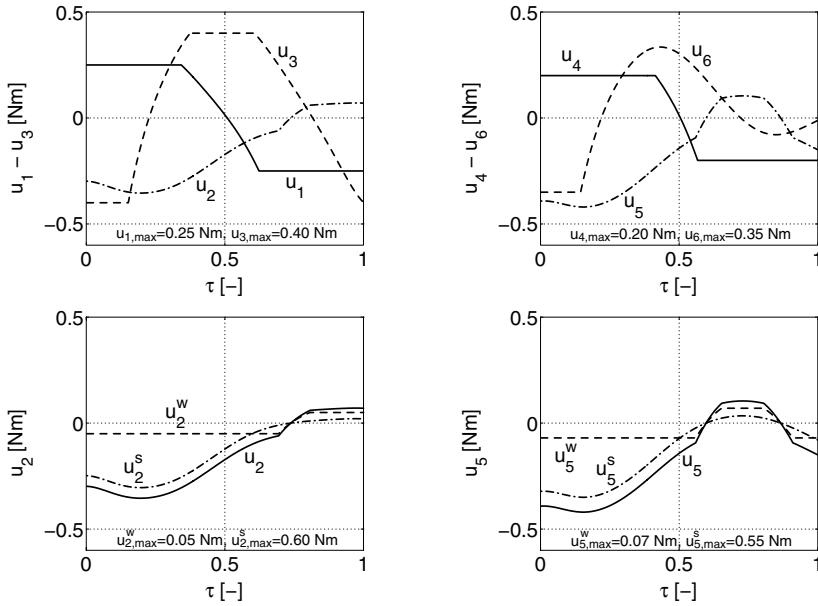 0.5
0
−0.5
u₁ − u₃ [Nm]
u₃
u₂
u₁
u₁,max=0.25 Nm, u₃,max=0.40 Nm
0 0.5 1
τ [−]
0.5
0
−0.5
u₄ − u₆ [Nm]
u₄
u₆
u₅
u₄,max=0.20 Nm, u₆,max=0.35 Nm
0 0.5 1
τ [−]
0.5
0
−0.5
u₂ [Nm]
u₂ʷ
u₂ˢ
u₂
u₂,maxʷ=0.05 Nm, u₂,maxˢ=0.60 Nm
0 0.5 1
τ [−]
0.5
0
−0.5
u₅ [Nm]
u₅ʷ
u₅ˢ
u₅
u₅,maxʷ=0.07 Nm, u₅,maxˢ=0.55 Nm
0 0.5 1
τ [−]